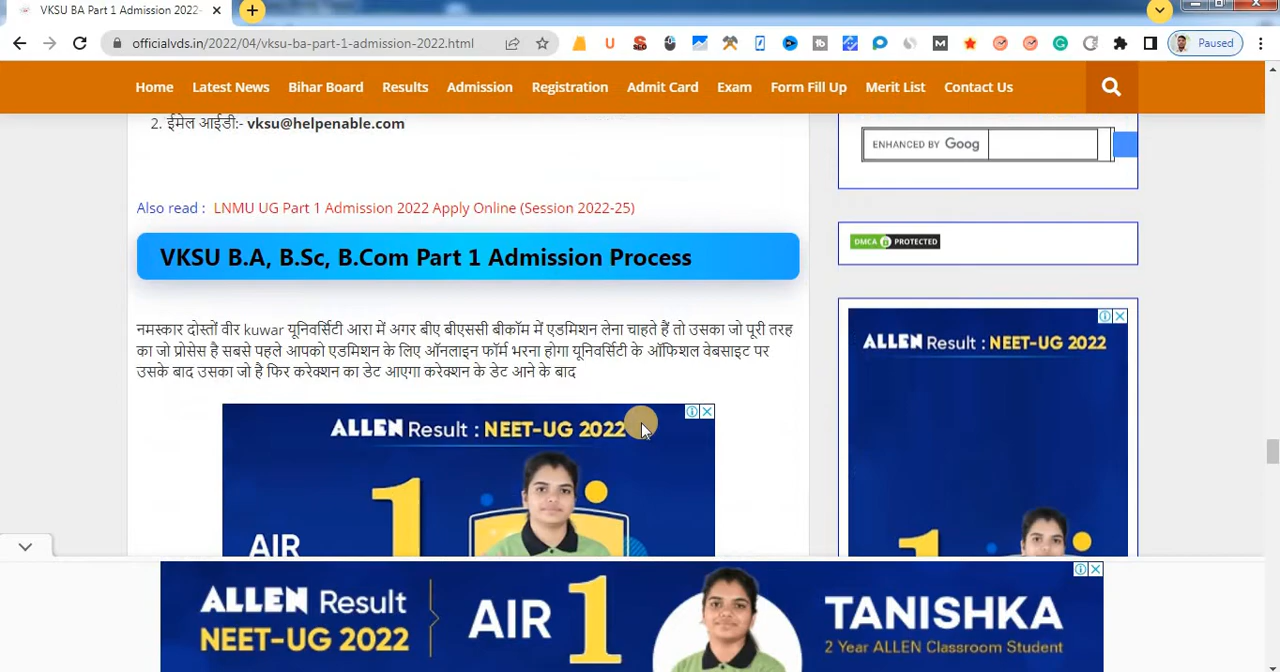 VKSU BA Part 1 Admission 2022-
officialvds.in/2022/04/vksu-ba-part-1-admission-2022.html
Paused
Home Latest News Bihar Board Results Admission Registration Admit Card Exam Form Fill Up Merit List Contact Us
2. ईमेल आईडी:- vksu@helpenable.com
ENHANCED BY Goog
Also read : LNMU UG Part 1 Admission 2022 Apply Online (Session 2022-25)
DMCA PROTECTED
VKSU B.A, B.Sc, B.Com Part 1 Admission Process
नमस्कार दोस्तों वीर kuwar यूनिवर्सिटी आरा में अगर बीए बीएससी बीकॉम में एडमिशन लेना चाहते हैं तो उसका जो पूरी तरह
का जो प्रोसेस है सबसे पहले आपको एडमिशन के लिए ऑनलाइन फॉर्म भरना होगा यूनिवर्सिटी के ऑफिशल वेबसाइट पर
उसके बाद उसका जो है फिर करेक्शन का डेट आएगा करेक्शन के डेट आने के बाद
ALLEN Result : NEET-UG 2022
ALLEN Result : NEET-UG 2022
AIR 1
1
ALLEN Result
NEET-UG 2022
AIR 1
TANISHKA
2 Year ALLEN Classroom Student